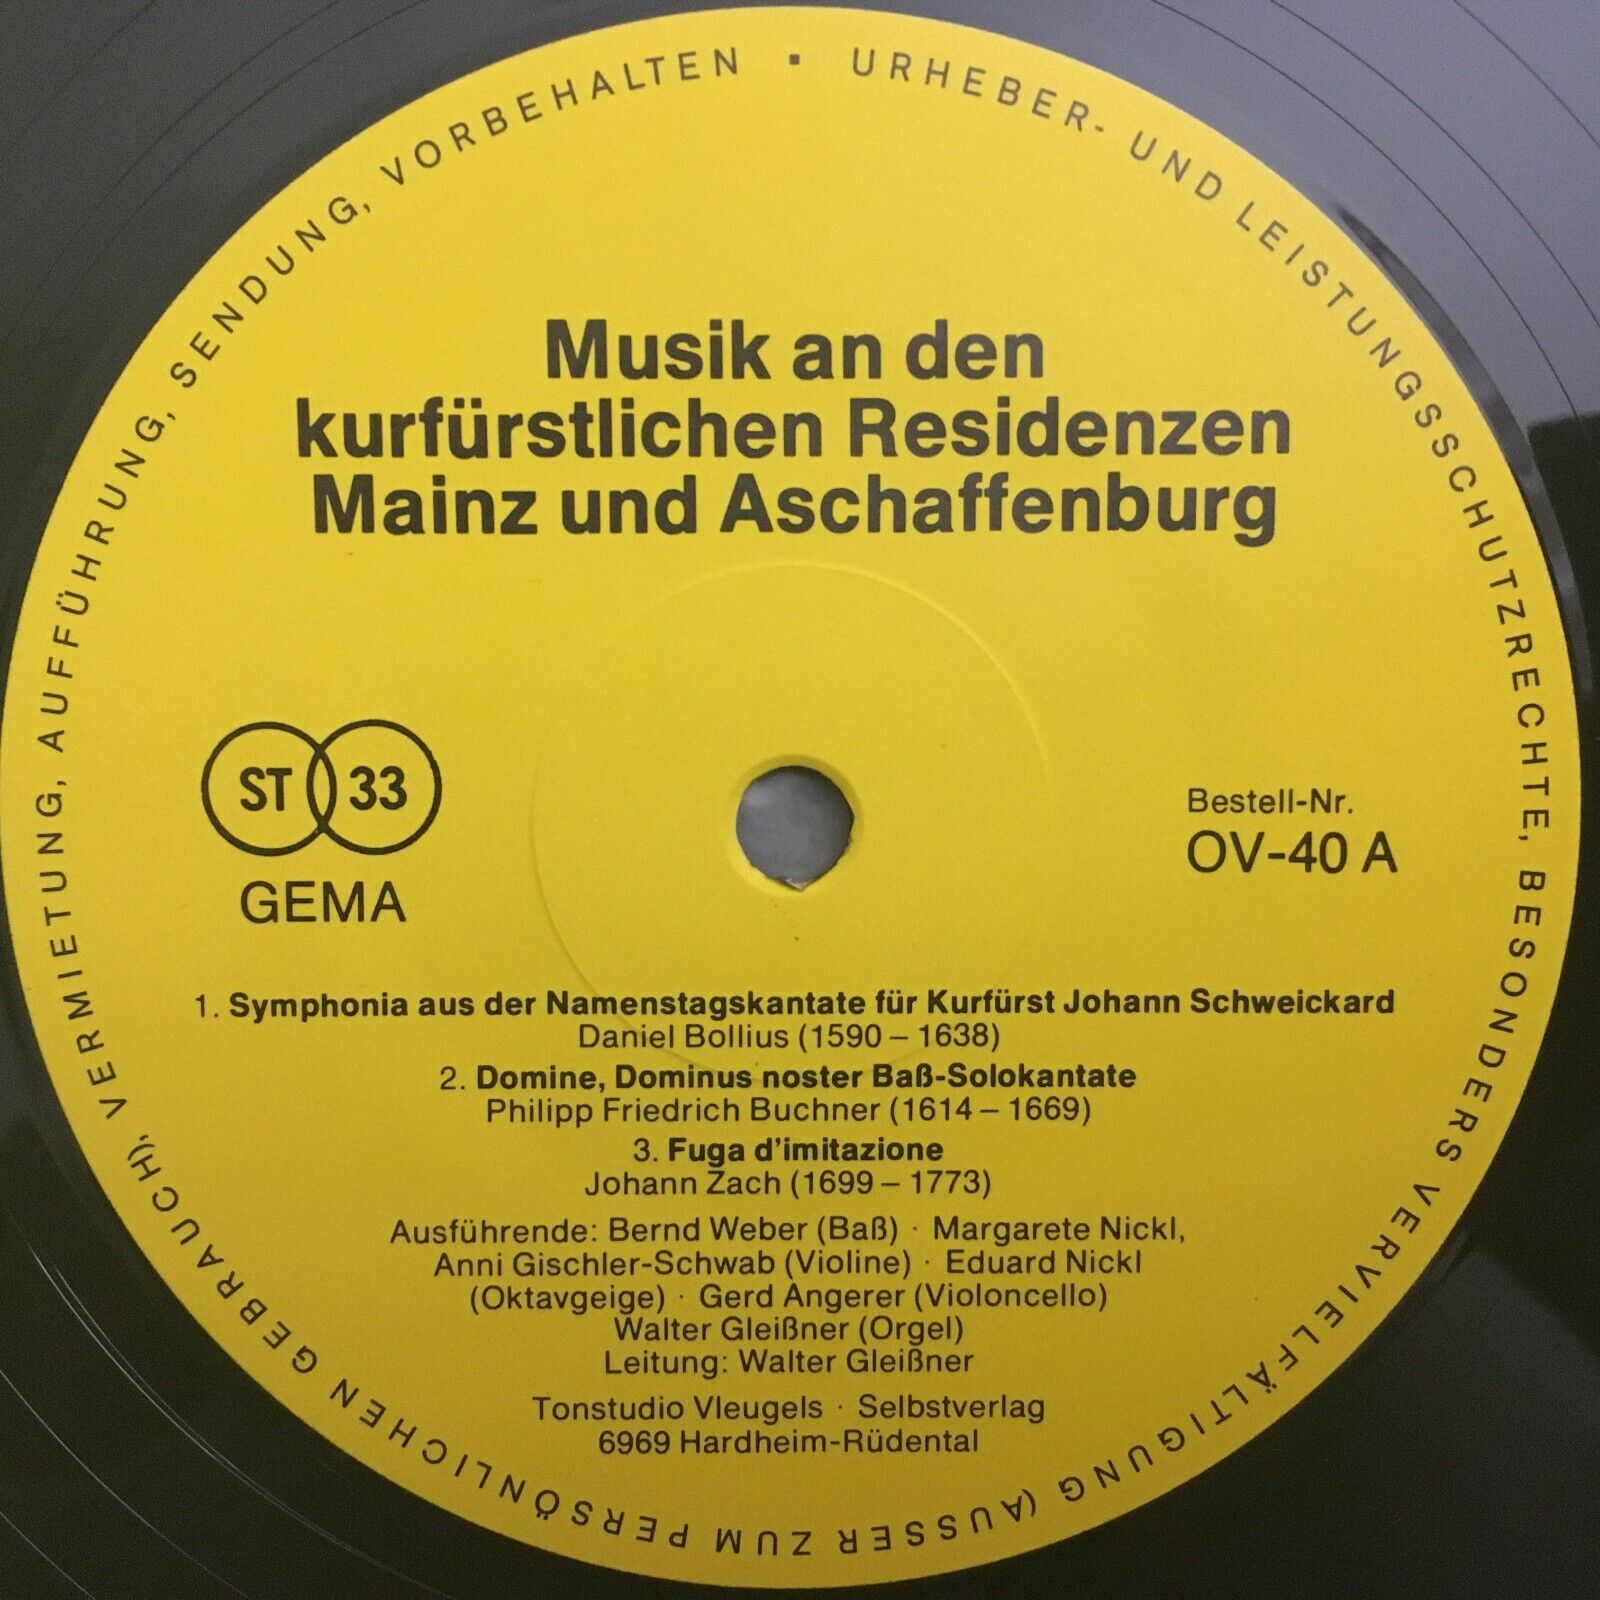 URHEBER- UND LEISTUNGSSCHUTZRECHTE, BESONDERS VERVIELFÄLTIGUNG (AUSSER ZUM PERSÖNLICHEN GEBRAUCH), VERMIETUNG, AUFFÜHRUNG, SENDUNG, VORBEHALTEN ▪
Musik an den
kurfürstlichen Residenzen
Mainz und Aschaffenburg
ST 33
GEMA
Bestell-Nr.
OV-40 A
1. Symphonia aus der Namenstagskantate für Kurfürst Johann Schweickard
Daniel Bollius (1590 – 1638)
2. Domine, Dominus noster Baß-Solokantate
Philipp Friedrich Buchner (1614 – 1669)
3. Fuga d'imitazione
Johann Zach (1699 – 1773)
Ausführende: Bernd Weber (Baß) · Margarete Nickl,
Anni Gischler-Schwab (Violine) · Eduard Nickl
(Oktavgeige) · Gerd Angerer (Violoncello)
Walter Gleißner (Orgel)
Leitung: Walter Gleißner
Tonstudio Vleugels · Selbstverlag
6969 Hardheim-Rüdental